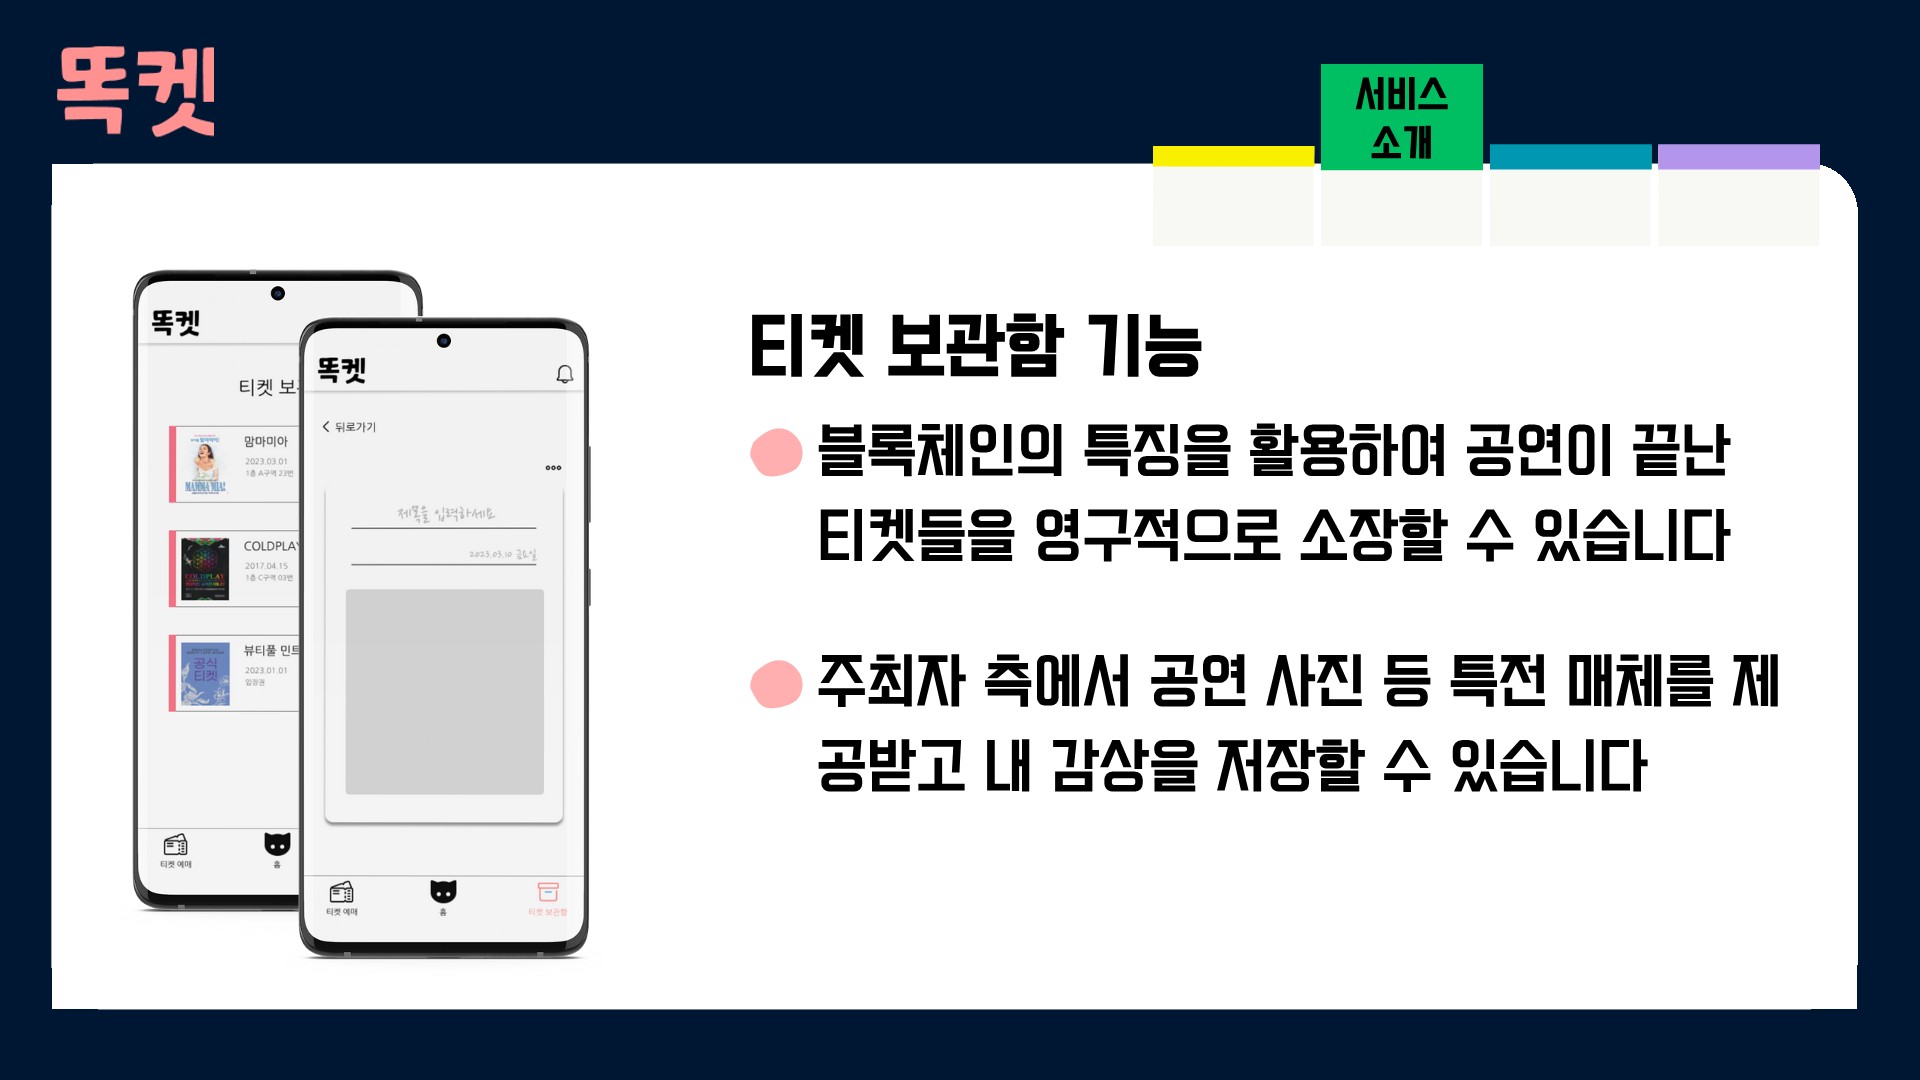 똑켓
서비스
소개
똑켓
티켓 보
맘마미아
2023.03.01
1층 A구역 23번
MAMMA MIA!
COLDPLAY
2017.04.15
1층 C구역 03번
COLDPLAY
뷰티풀 민트
2023.01.01
입장권
공식
티켓
티켓 예매
홈
똑켓
뒤로가기
제목을 입력하세요
2023.03.10 금요일
티켓 예매
홈
티켓 보관함
티켓 보관함 기능
블록체인의 특징을 활용하여 공연이 끝난
티켓들을 영구적으로 소장할 수 있습니다
주최자 측에서 공연 사진 등 특전 매체를 제
공받고 내 감상을 저장할 수 있습니다